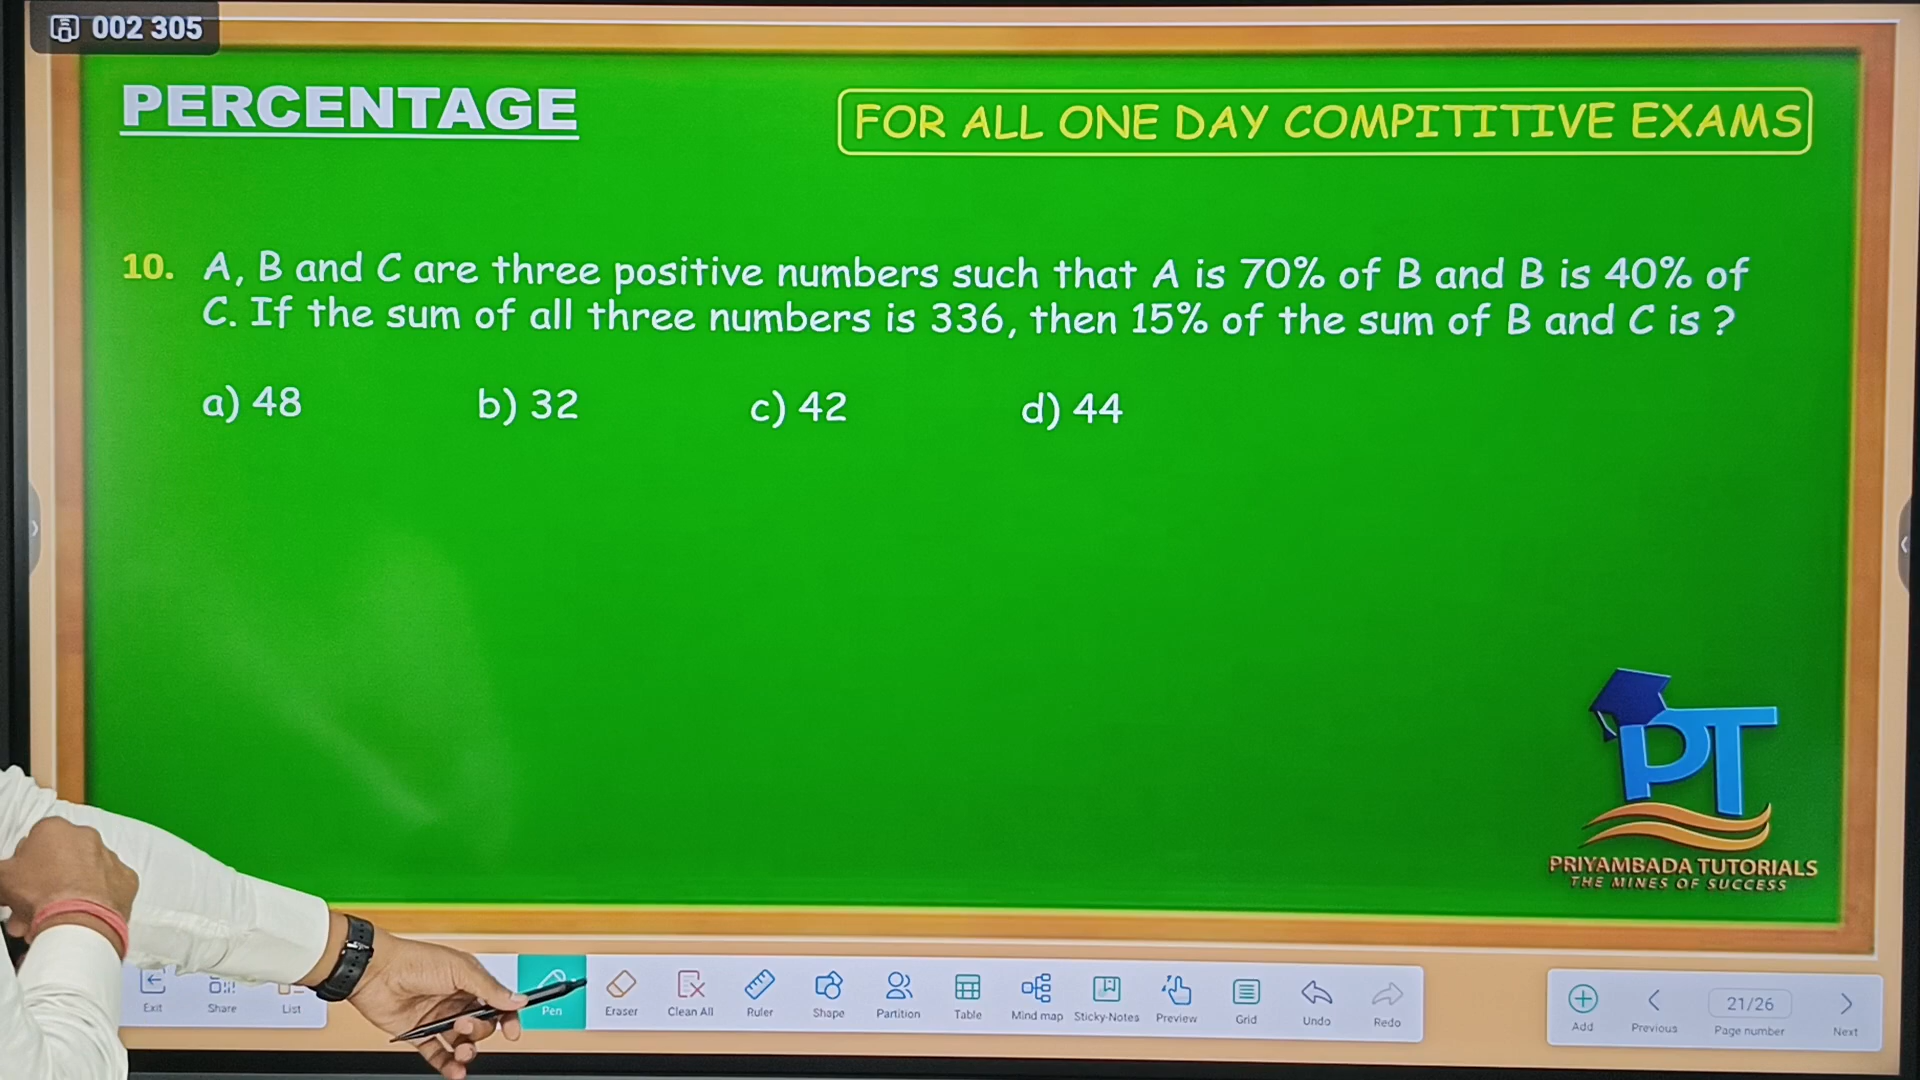 002 305
PERCENTAGE
FOR ALL ONE DAY COMPITITIVE EXAMS
10. A, B and C are three positive numbers such that A is 70% of B and B is 40% of
C. If the sum of all three numbers is 336, then 15% of the sum of B and C is ?
a) 48 b) 32 c) 42 d) 44
PT
PRIYAMBADA TUTORIALS
THE MINES OF SUCCESS
Exit Share List Pen Eraser Clean All Ruler Shape Partition Table Mind map Sticky-Notes Preview Grid Undo Redo
21/26
Add Previous Page number Next